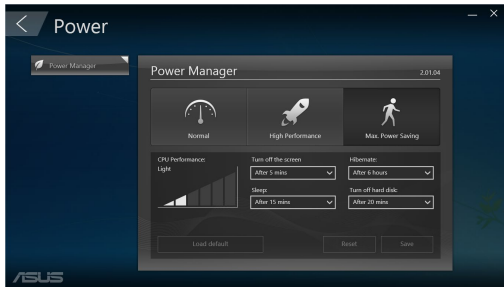 Power
Power Manager
Power Manager
2.01.04
Normal
High Performance
Max. Power Saving
CPU Performance:
Light
Turn off the screen
After 5 mins
Hibernate:
After 6 hours
Sleep:
After 15 mins
Turn off hard disk:
After 20 mins
Load default
Reset
Save
ASUS